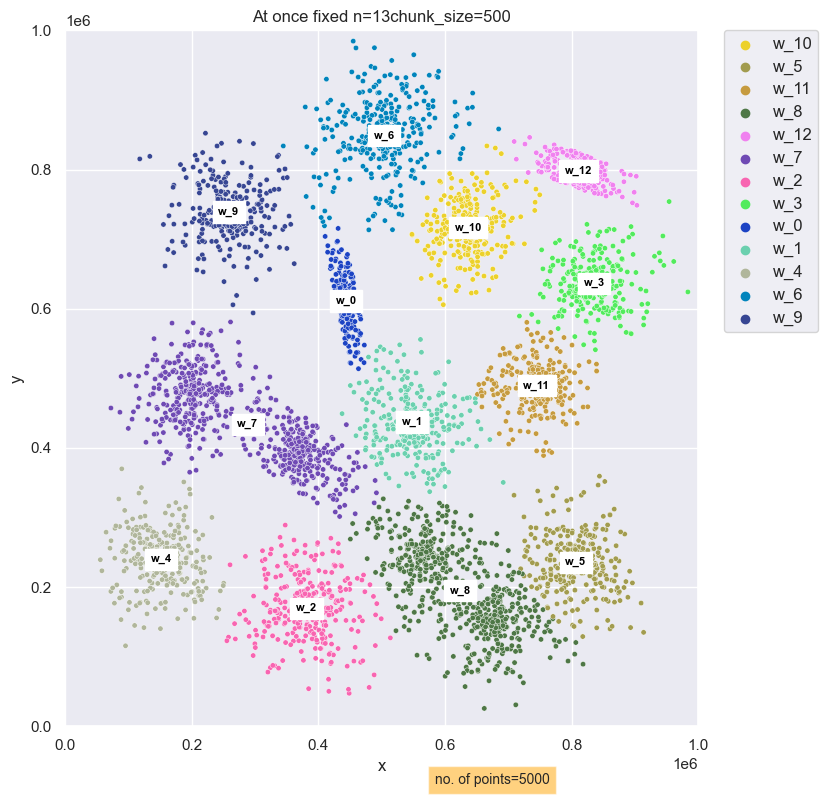 At once fixed n=13chunk_size=500
1e6
1.0
0.8
0.6
0.4
0.2
0.0
y
0.0
0.2
0.4
0.6
0.8
1.0
1e6
x
no. of points=5000
w_6
w_12
w_9
w_10
w_3
w_0
w_11
w_7
w_1
w_4
w_5
w_8
w_2
w_10
w_5
w_11
w_8
w_12
w_7
w_2
w_3
w_0
w_1
w_4
w_6
w_9